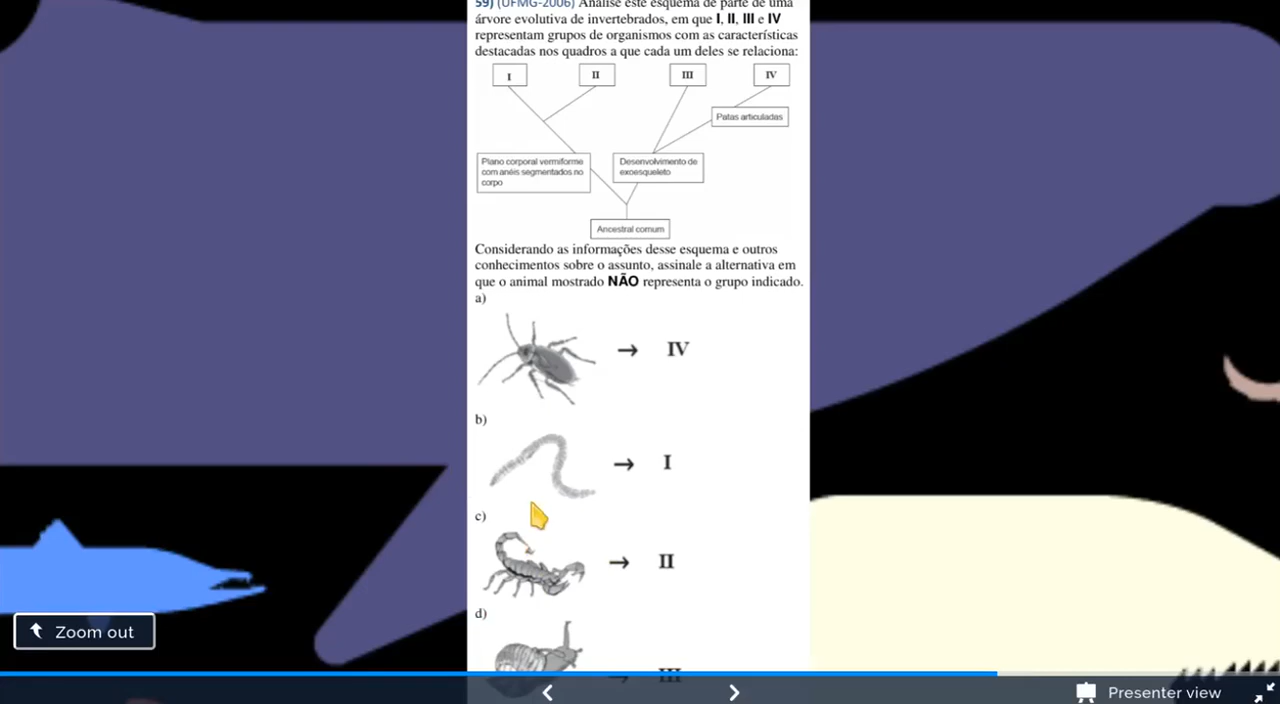 59) (UFMG-2006) Analise este esquema de parte de uma
árvore evolutiva de invertebrados, em que I, II, III e IV
representam grupos de organismos com as características
destacadas nos quadros a que cada um deles se relaciona:
I II III IV
Patas articuladas
Plano corporal vermiforme
com anéis segmentados no
corpo
Desenvolvimento de
exoesqueleto
Ancestral comum
Considerando as informações desse esquema e outros
conhecimentos sobre o assunto, assinale a alternativa em
que o animal mostrado NÃO representa o grupo indicado.
a)
→ IV
b)
→ I
c)
→ II
d)
→ III
Zoom out
Presenter view